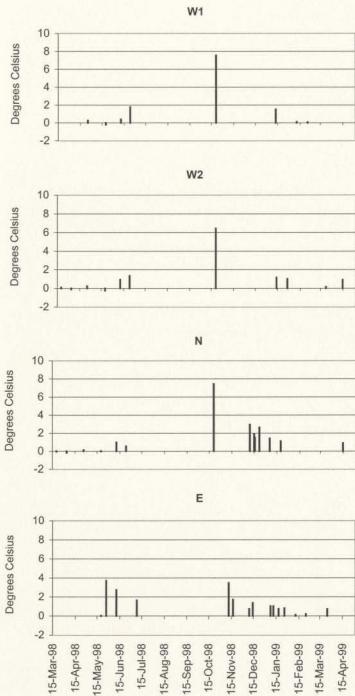 W1
Degrees Celsius
10
8
6
4
2
0
-2
W2
Degrees Celsius
10
8
6
4
2
0
-2
N
Degrees Celsius
10
8
6
4
2
0
-2
E
Degrees Celsius
10
8
6
4
2
0
-2
15-Mar-98
15-Apr-98
15-May-98
15-Jun-98
15-Jul-98
15-Aug-98
15-Sep-98
15-Oct-98
15-Nov-98
15-Dec-98
15-Jan-99
15-Feb-99
15-Mar-99
15-Apr-99